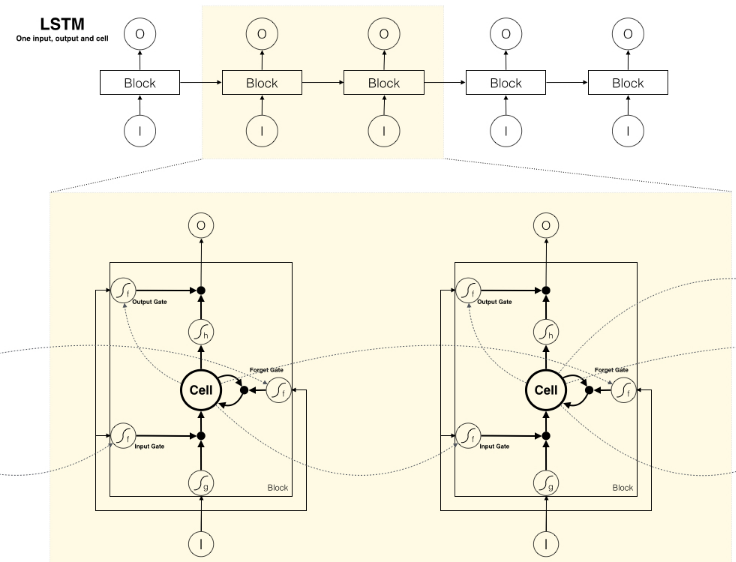 LSTM
One input, output and cell
O O O O O
Block Block Block Block Block
I I I I I
O O
f Output Gate f Output Gate
h h
Forget Gate Forget Gate
Cell f Cell f
f Input Gate f Input Gate
g Block g Block
I I